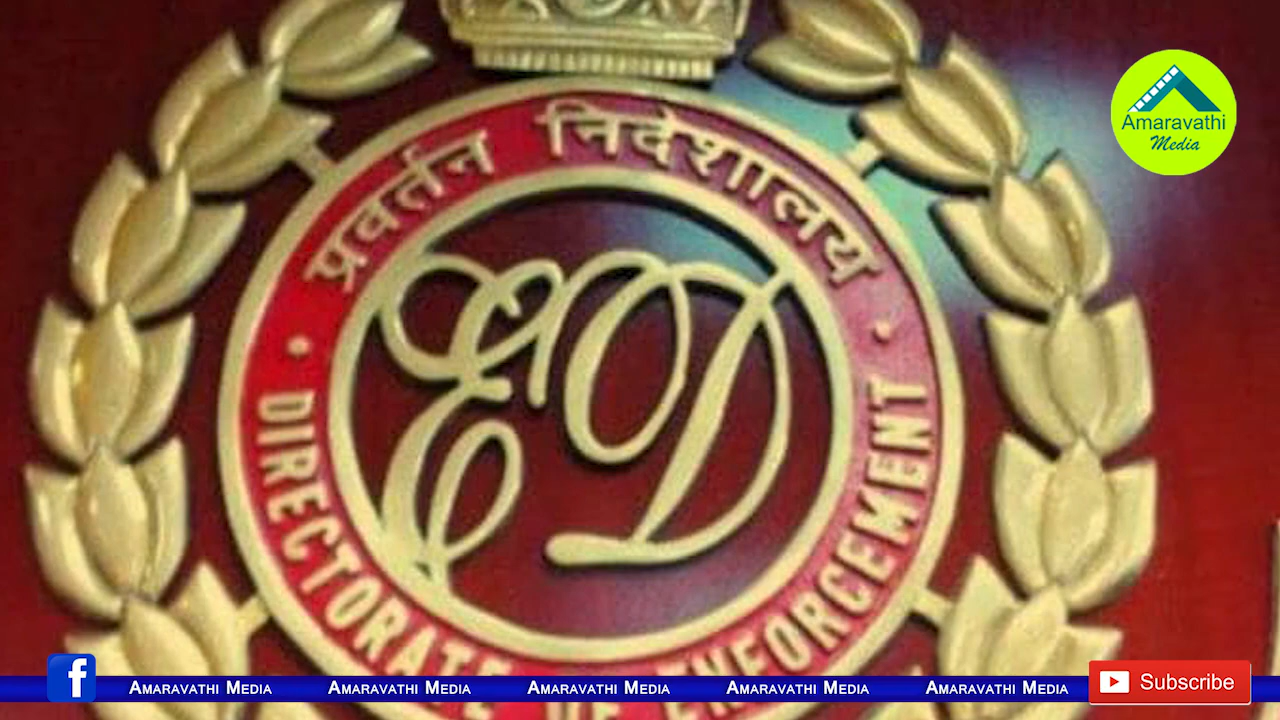 Amaravathi
Media
प्रवर्तन निदेशालय
ED
DIRECTORATE OF ENFORCEMENT
AMARAVATHI MEDIA AMARAVATHI MEDIA AMARAVATHI MEDIA AMARAVATHI MEDIA AMARAVATHI MEDIA
Subscribe